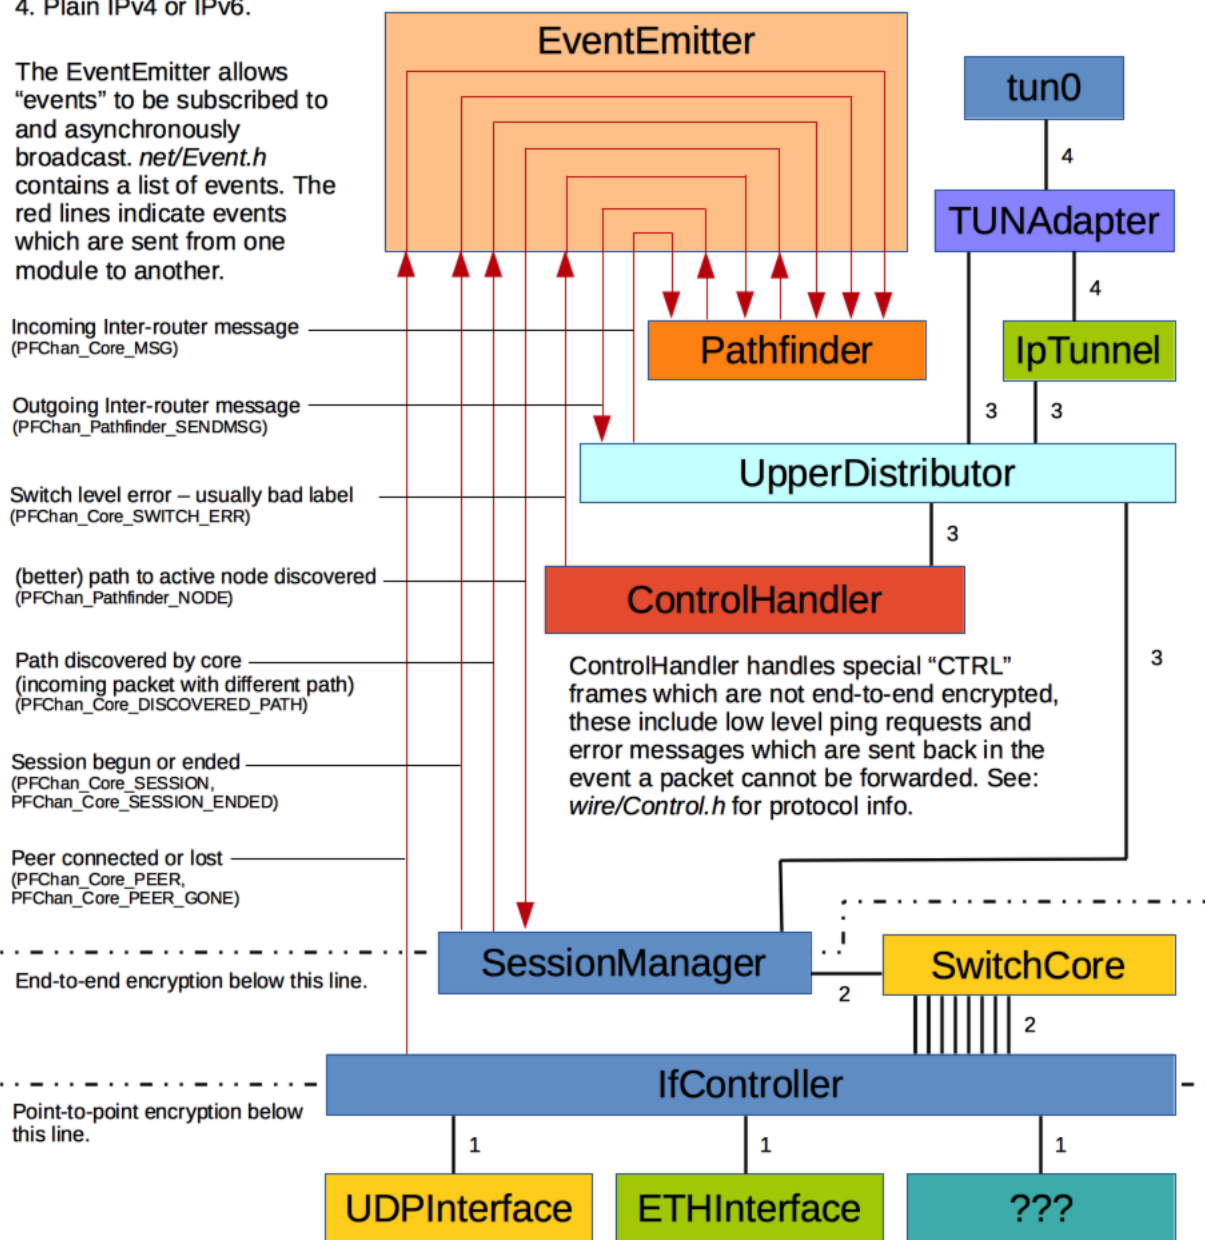 4. Plain IPv4 or IPv6.
The EventEmitter allows
“events” to be subscribed to
and asynchronously
broadcast. net/Event.h
contains a list of events. The
red lines indicate events
which are sent from one
module to another.
EventEmitter
tun0
4
TUNAdapter
4
Incoming Inter-router message
(PFChan_Core_MSG)
Pathfinder
IpTunnel
Outgoing Inter-router message
(PFChan_Pathfinder_SENDMSG)
3
3
UpperDistributor
Switch level error – usually bad label
(PFChan_Core_SWITCH_ERR)
3
(better) path to active node discovered
(PFChan_Pathfinder_NODE)
ControlHandler
Path discovered by core
(incoming packet with different path)
(PFChan_Core_DISCOVERED_PATH)
ControlHandler handles special “CTRL”
frames which are not end-to-end encrypted,
these include low level ping requests and
error messages which are sent back in the
event a packet cannot be forwarded. See:
wire/Control.h for protocol info.
3
Session begun or ended
(PFChan_Core_SESSION,
PFChan_Core_SESSION_ENDED)
Peer connected or lost
(PFChan_Core_PEER,
PFChan_Core_PEER_GONE)
End-to-end encryption below this line.
SessionManager
2
SwitchCore
2
IfController
Point-to-point encryption below
this line.
1
1
1
UDPInterface
ETHInterface
???